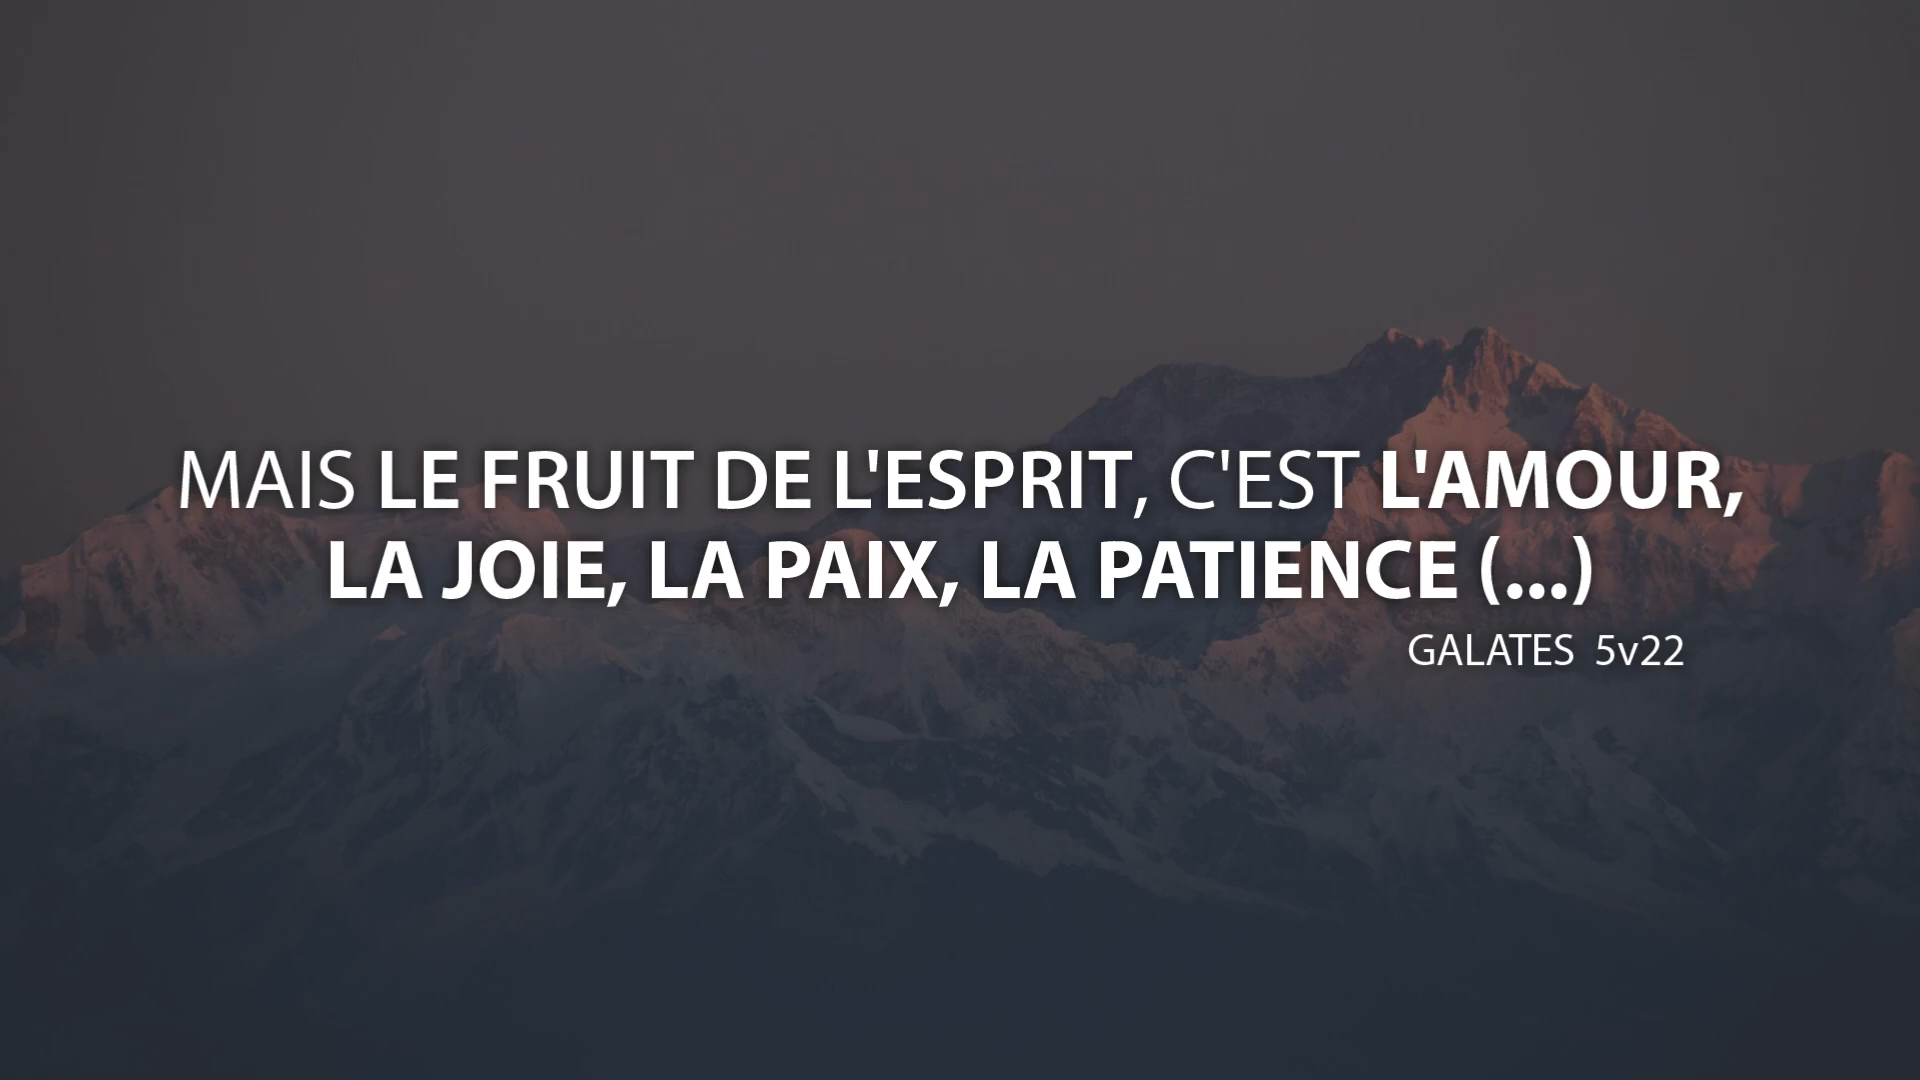 MAIS LE FRUIT DE L'ESPRIT, C'EST L'AMOUR,
LA JOIE, LA PAIX, LA PATIENCE (...)
GALATES 5v22